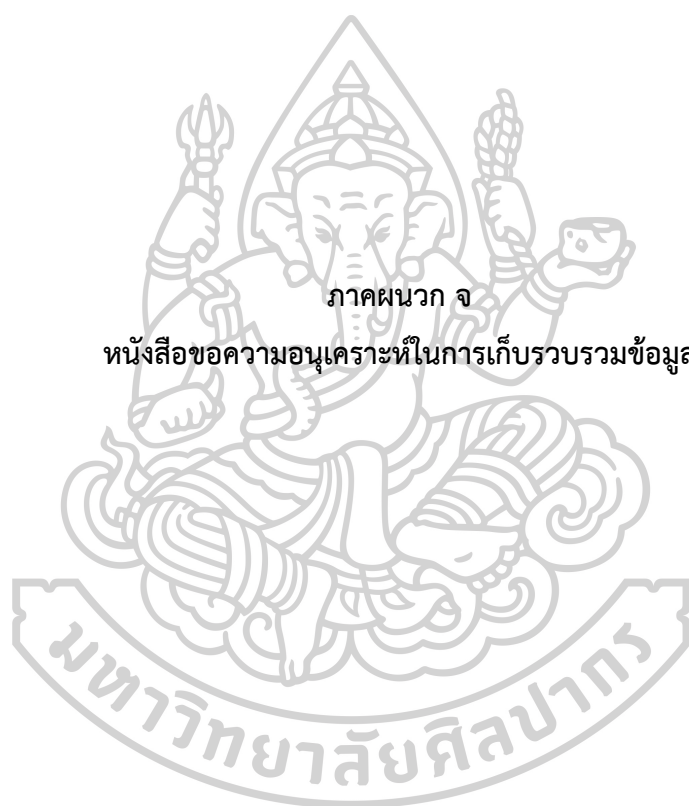 ภาคผนวก จ
หนังสือขอความอนุเคราะห์ในการเก็บรวบรวมข้อมูล
มหาวิทยาลัยศิลปากร